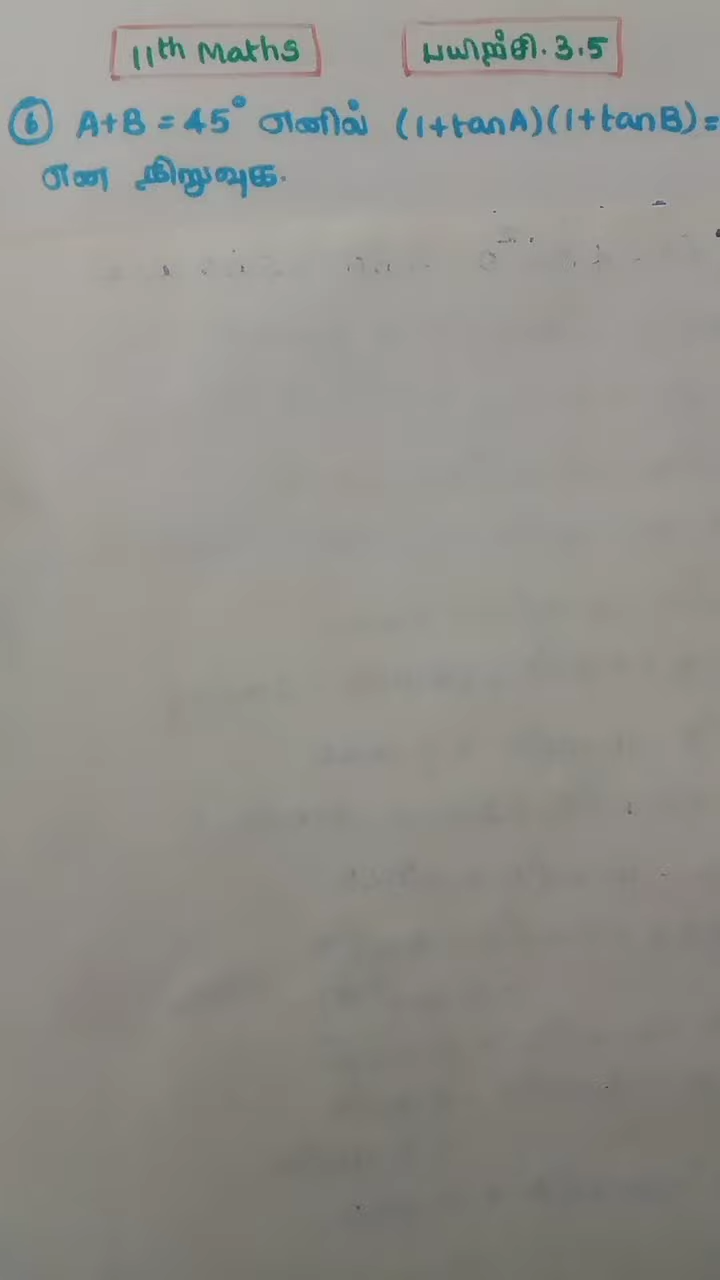 11th Maths
பயிற்சி. 3.5
6 A+B = 45° எனில் (1+tanA)(1+tanB)=
என நிறுவுக.